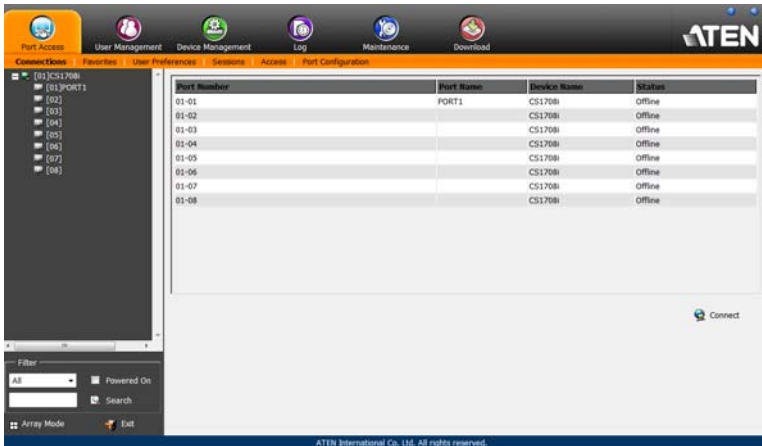 Port Access User Management Device Management Log Maintenance Download
ATEN
Connections Favorites User Preferences Sessions Access Port Configuration
[01]CS1708i
[01]PORT1
[02]
[03]
[04]
[05]
[06]
[07]
[08]
Port Number Port Name Device Name Status
01-01 PORT1 CS1708i Offline
01-02 CS1708i Offline
01-03 CS1708i Offline
01-04 CS1708i Offline
01-05 CS1708i Offline
01-06 CS1708i Offline
01-07 CS1708i Offline
01-08 CS1708i Offline
Connect
Filter
All Powered On
Search
Array Mode Exit
ATEN International Co. Ltd. All rights reserved.